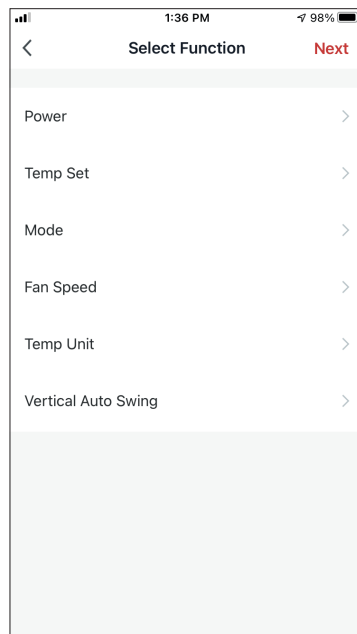 1:36 PM 98%
Select Function Next
Power
Temp Set
Mode
Fan Speed
Temp Unit
Vertical Auto Swing